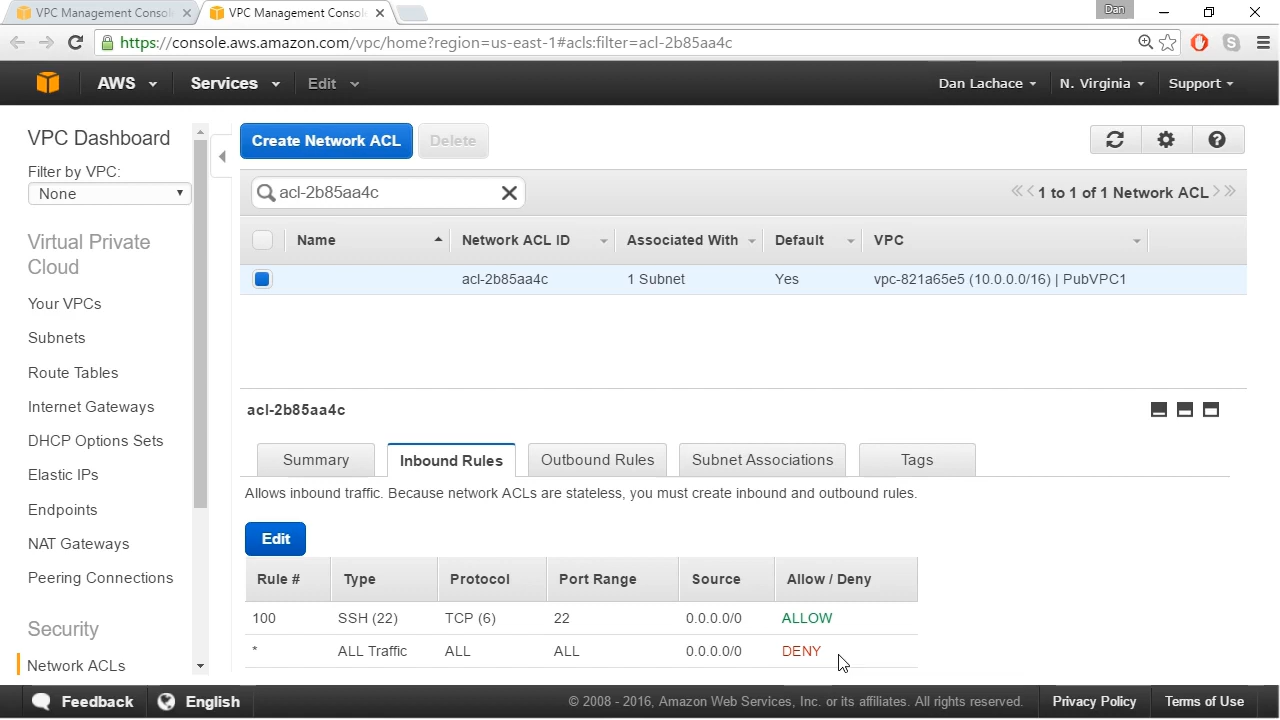 VPC Management Consol
VPC Management Consol
Dan
https://console.aws.amazon.com/vpc/home?region=us-east-1#acls:filter=acl-2b85aa4c
AWS Services Edit Dan Lachace N. Virginia Support
VPC Dashboard
Filter by VPC:
None
Virtual Private
Cloud
Your VPCs
Subnets
Route Tables
Internet Gateways
DHCP Options Sets
Elastic IPs
Endpoints
NAT Gateways
Peering Connections
Security
Network ACLs
Create Network ACL Delete
acl-2b85aa4c
1 to 1 of 1 Network ACL
Name Network ACL ID Associated With Default VPC
acl-2b85aa4c 1 Subnet Yes vpc-821a65e5 (10.0.0.0/16) | PubVPC1
acl-2b85aa4c
Summary Inbound Rules Outbound Rules Subnet Associations Tags
Allows inbound traffic. Because network ACLs are stateless, you must create inbound and outbound rules.
Edit
Rule # Type Protocol Port Range Source Allow / Deny
100 SSH (22) TCP (6) 22 0.0.0.0/0 ALLOW
* ALL Traffic ALL ALL 0.0.0.0/0 DENY
Feedback English © 2008 - 2016, Amazon Web Services, Inc. or its affiliates. All rights reserved. Privacy Policy Terms of Use